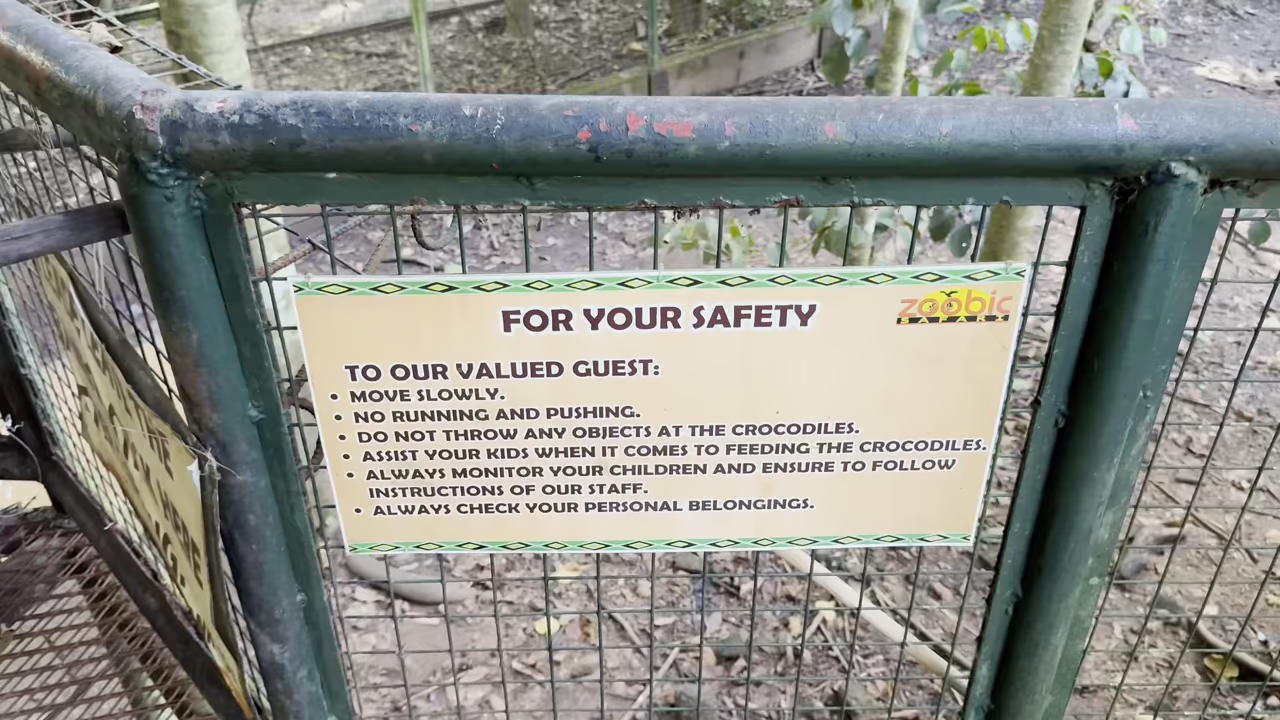 FOR YOUR SAFETY
zoobic
SAFARI
TO OUR VALUED GUEST:
• MOVE SLOWLY.
• NO RUNNING AND PUSHING.
• DO NOT THROW ANY OBJECTS AT THE CROCODILES.
• ASSIST YOUR KIDS WHEN IT COMES TO FEEDING THE CROCODILES.
• ALWAYS MONITOR YOUR CHILDREN AND ENSURE TO FOLLOW
INSTRUCTIONS OF OUR STAFF.
• ALWAYS CHECK YOUR PERSONAL BELONGINGS.